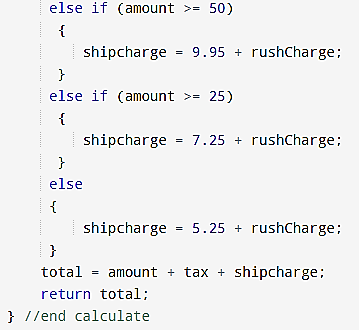 else if (amount >= 50)
{
shipcharge = 9.95 + rushCharge;
}
else if (amount >= 25)
{
shipcharge = 7.25 + rushCharge;
}
else
{
shipcharge = 5.25 + rushCharge;
}
total = amount + tax + shipcharge;
return total;
} //end calculate